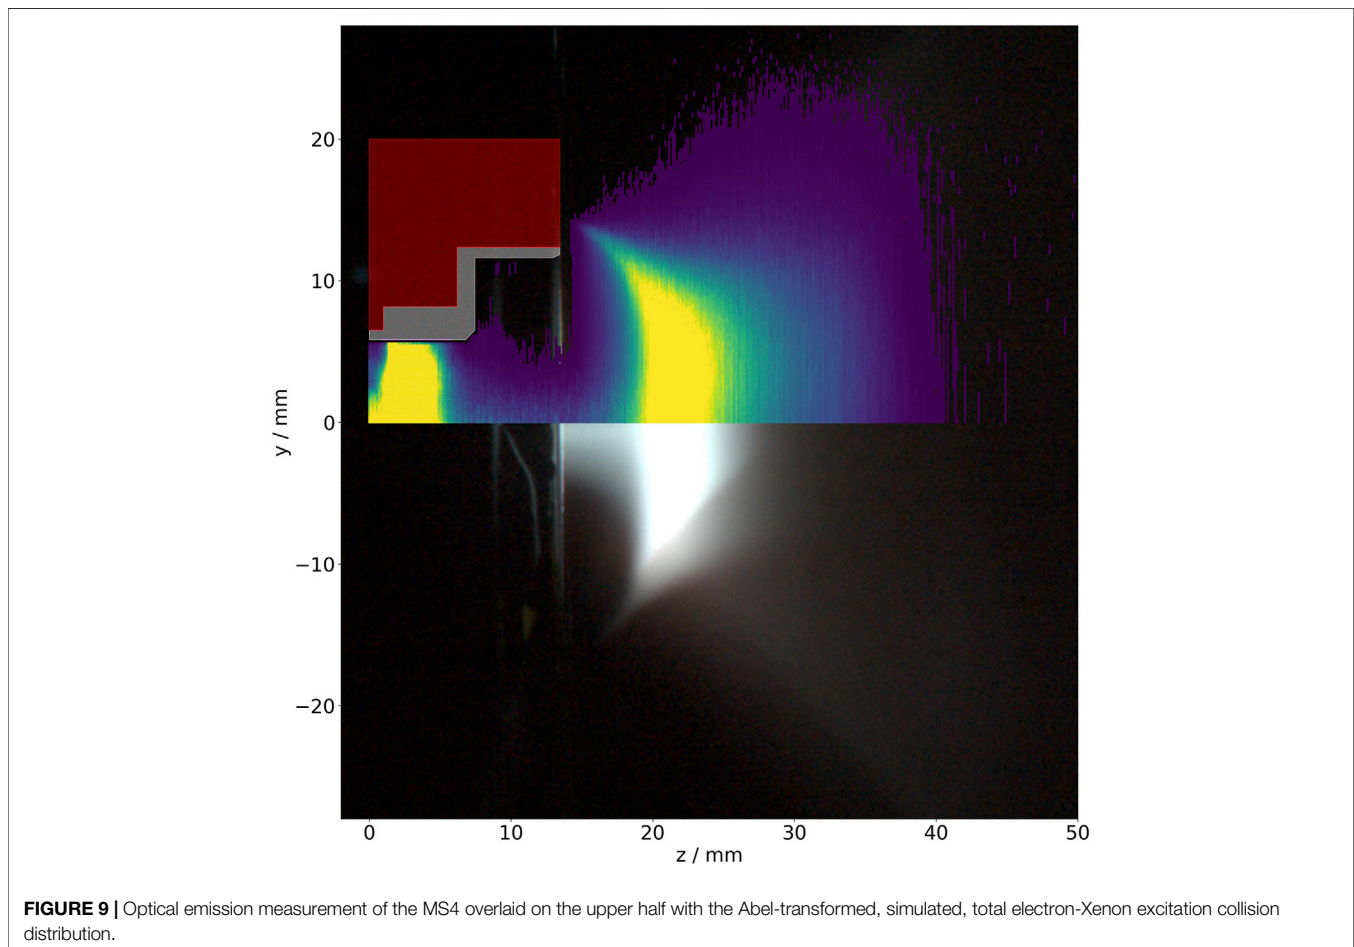 20
10
0
−10
−20
y / mm
0 10 20 30 40 50
z / mm
FIGURE 9 | Optical emission measurement of the MS4 overlaid on the upper half with the Abel-transformed, simulated, total electron-Xenon excitation collision
distribution.